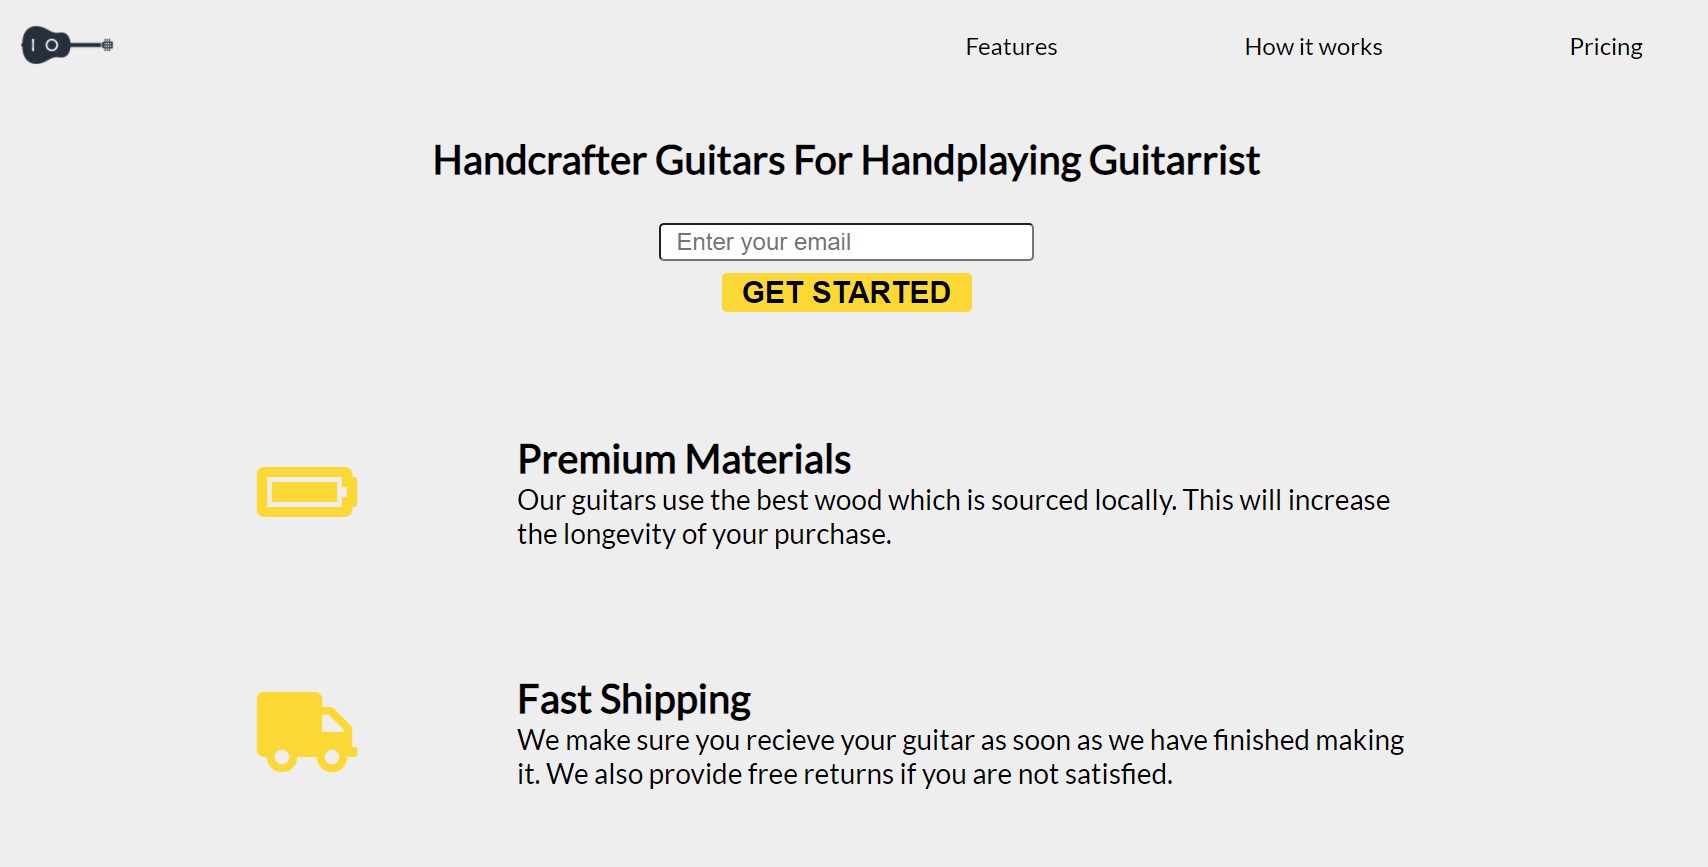 Features
How it works
Pricing
Handcrafter Guitars For Handplaying Guitarrist
Enter your email
GET STARTED
Premium Materials
Our guitars use the best wood which is sourced locally. This will increase
the longevity of your purchase.
Fast Shipping
We make sure you recieve your guitar as soon as we have finished making
it. We also provide free returns if you are not satisfied.